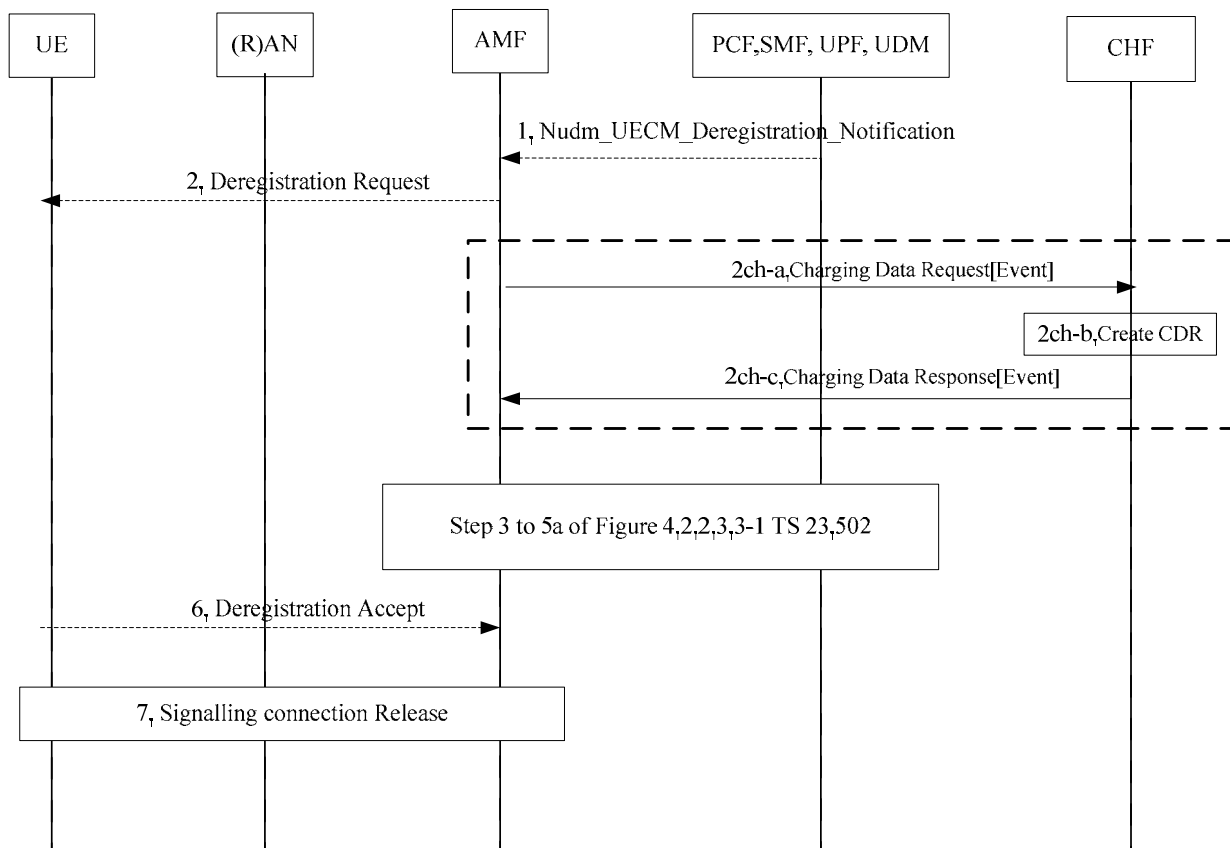 UE
(R)AN
AMF
PCF,SMF, UPF, UDM
CHF
1, Nudm_UECM_Deregistration_Notification
2, Deregistration Request
2ch-a,Charging Data Request[Event]
2ch-b,Create CDR
2ch-c,Charging Data Response[Event]
Step 3 to 5a of Figure 4,2,2,3,3-1 TS 23,502
6, Deregistration Accept
7, Signalling connection Release